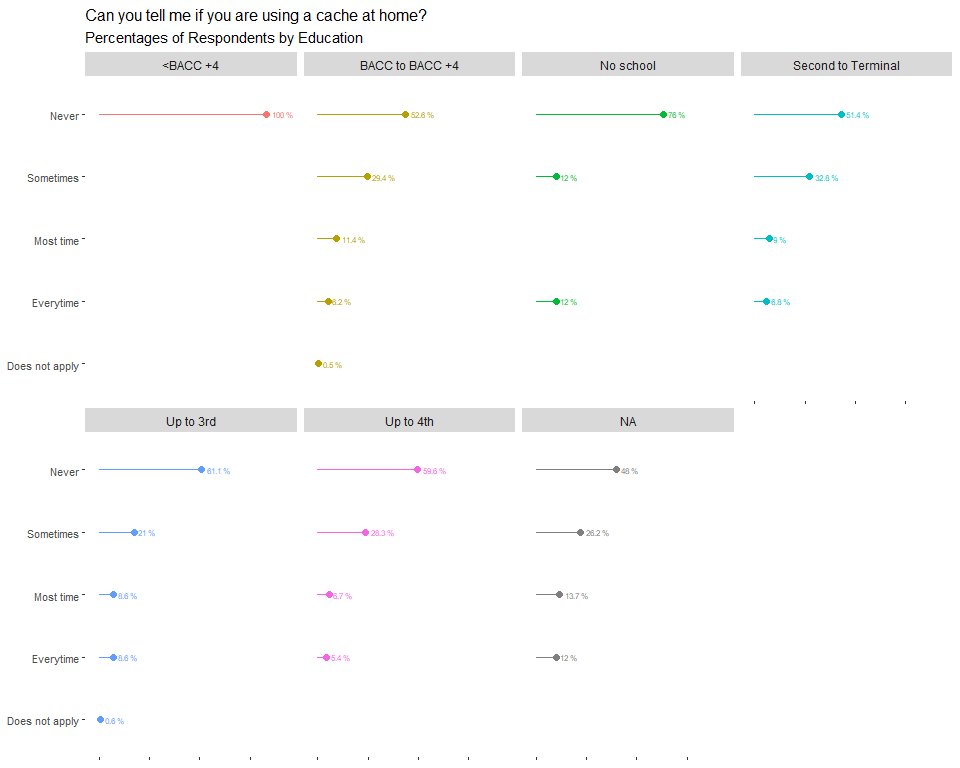 Can you tell me if you are using a cache at home?
Percentages of Respondents by Education
<BACC +4
BACC to BACC +4
No school
Second to Terminal
Never
100 %
52.6 %
76 %
51.4 %
Sometimes
29.4 %
12 %
32.8 %
Most time
11.4 %
9 %
Everytime
6.2 %
12 %
6.8 %
Does not apply
0.5 %
Up to 3rd
Up to 4th
NA
Never
61.1 %
59.6 %
48 %
Sometimes
21 %
28.3 %
26.2 %
Most time
8.6 %
6.7 %
13.7 %
Everytime
8.6 %
5.4 %
12 %
Does not apply
0.6 %